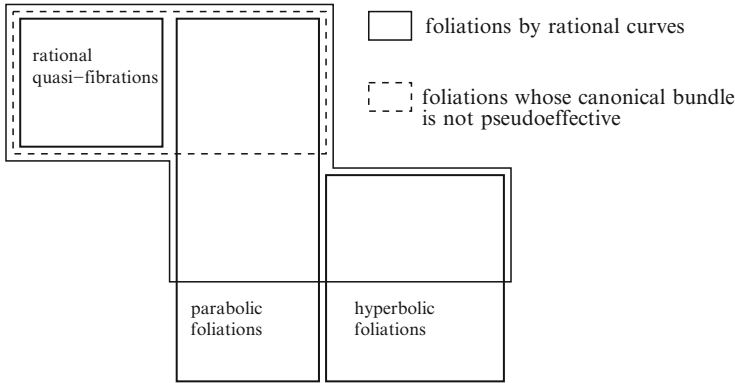 rational
quasi−fibrations
foliations by rational curves
foliations whose canonical bundle
is not pseudoeffective
parabolic
foliations
hyperbolic
foliations